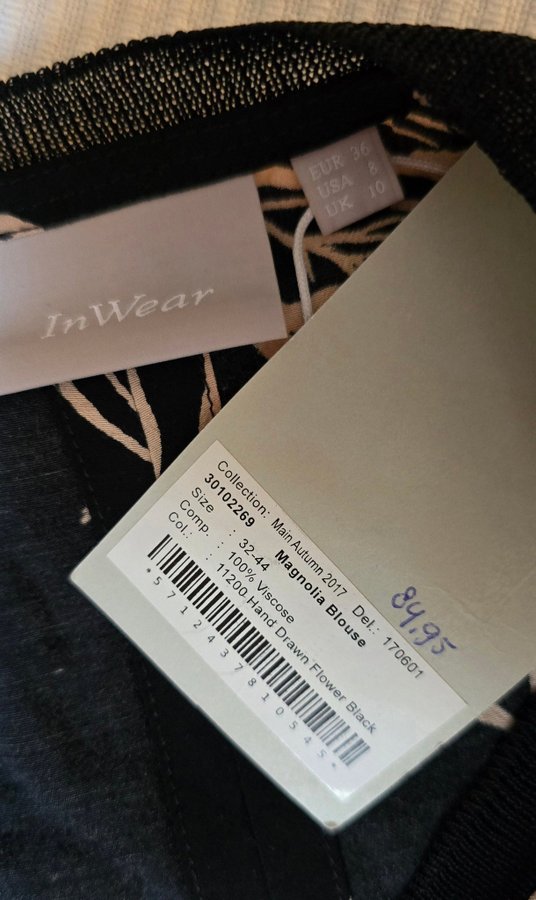 EUR 36
USA 8
UK 10
InWear
Collection: Main Autumn 2017 Del.: 170601
30102269 Magnolia Blouse
Size : 32-44
Comp. : 100% Viscose
Col.: : 11200 Hand Drawn Flower Black
*5712437810545*
84,95